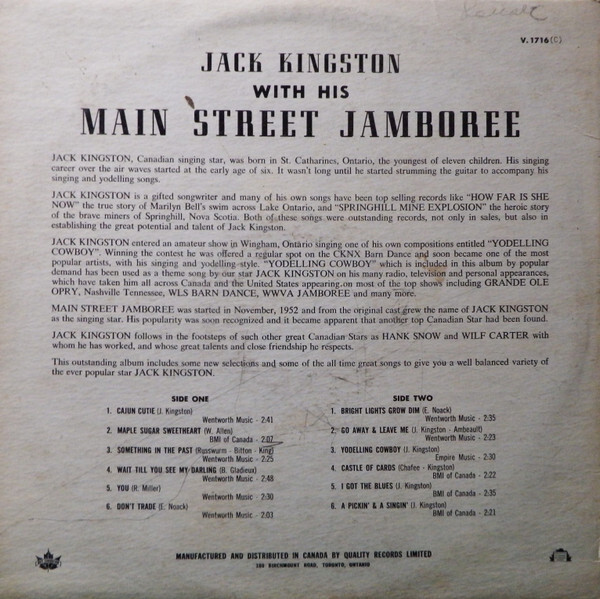 V.1716(C)
JACK KINGSTON
WITH HIS
MAIN STREET JAMBOREE
JACK KINGSTON, Canadian singing star, was born in St. Catharines, Ontario, the youngest of eleven children. His singing
career over the air waves started at the early age of six. It wasn't long until he started strumming the guitar to accompany his
singing and yodelling songs.
JACK KINGSTON is a gifted songwriter and many of his own songs have been top selling records like "HOW FAR IS SHE
NOW" the true story of Marilyn Bell's swim across Lake Ontario, and "SPRINGHILL MINE EXPLOSION" the heroic story
of the brave miners of Springhill, Nova Scotia. Both of these songs were outstanding records, not only in sales, but also in
establishing the great potential and talent of Jack Kingston.
JACK KINGSTON entered an amateur show in Wingham, Ontario singing one of his own compositions entitled "YODELLING
COWBOY". Winning the contest he was offered a regular spot on the CKNX Barn Dance and soon became one of the most
popular artists, with his singing and yodelling style. "YODELLING COWBOY" which is included in this album by popular
demand has been used as a theme song by our star JACK KINGSTON on his many radio, television and personal appearances,
which have taken him all across Canada and the United States appearing on most of the top shows including GRANDE OLE
OPRY, Nashville Tennessee, WLS BARN DANCE, WWVA JAMBOREE and many more.
MAIN STREET JAMBOREE was started in November, 1952 and from the original cast grew the name of JACK KINGSTON
as the singing star. His popularity was soon recognized and it became apparent that another top Canadian Star had been found.
JACK KINGSTON follows in the footsteps of such other great Canadian Stars as HANK SNOW and WILF CARTER with
whom he has worked, and whose great talents and close friendship he respects.
This outstanding album includes some new selections and some of the all time great songs to give you a well balanced variety of
the ever popular star JACK KINGSTON.
SIDE ONE
1. CAJUN CUTIE (J. Kingston)
Wentworth Music - 2:41
2. MAPLE SUGAR SWEETHEART (W. Allen)
BMI of Canada - 2:07
3. SOMETHING IN THE PAST (Russwurm - Bitton - King)
Wentworth Music - 2:25
4. WAIT TILL YOU SEE MY DARLING (B. Gladieux)
Wentworth Music - 2:48
5. YOU (R. Miller)
Wentworth Music - 2:30
6. DON'T TRADE (E. Noack)
Wentworth Music - 2:03
SIDE TWO
1. BRIGHT LIGHTS GROW DIM (E. Noack)
Wentworth Music - 2:35
2. GO AWAY & LEAVE ME (J. Kingston - Ambeault)
Wentworth Music - 2:23
3. YODELLING COWBOY (J. Kingston)
Empire Music - 2:30
4. CASTLE OF CARDS (Chafee - Kingston)
BMI of Canada - 2:22
5. I GOT THE BLUES (J. Kingston)
BMI of Canada - 2:35
6. A PICKIN' & A SINGIN' (J. Kingston)
BMI of Canada - 2:21
MANUFACTURED AND DISTRIBUTED IN CANADA BY QUALITY RECORDS LIMITED
380 BIRCHMOUNT ROAD, TORONTO, ONTARIO